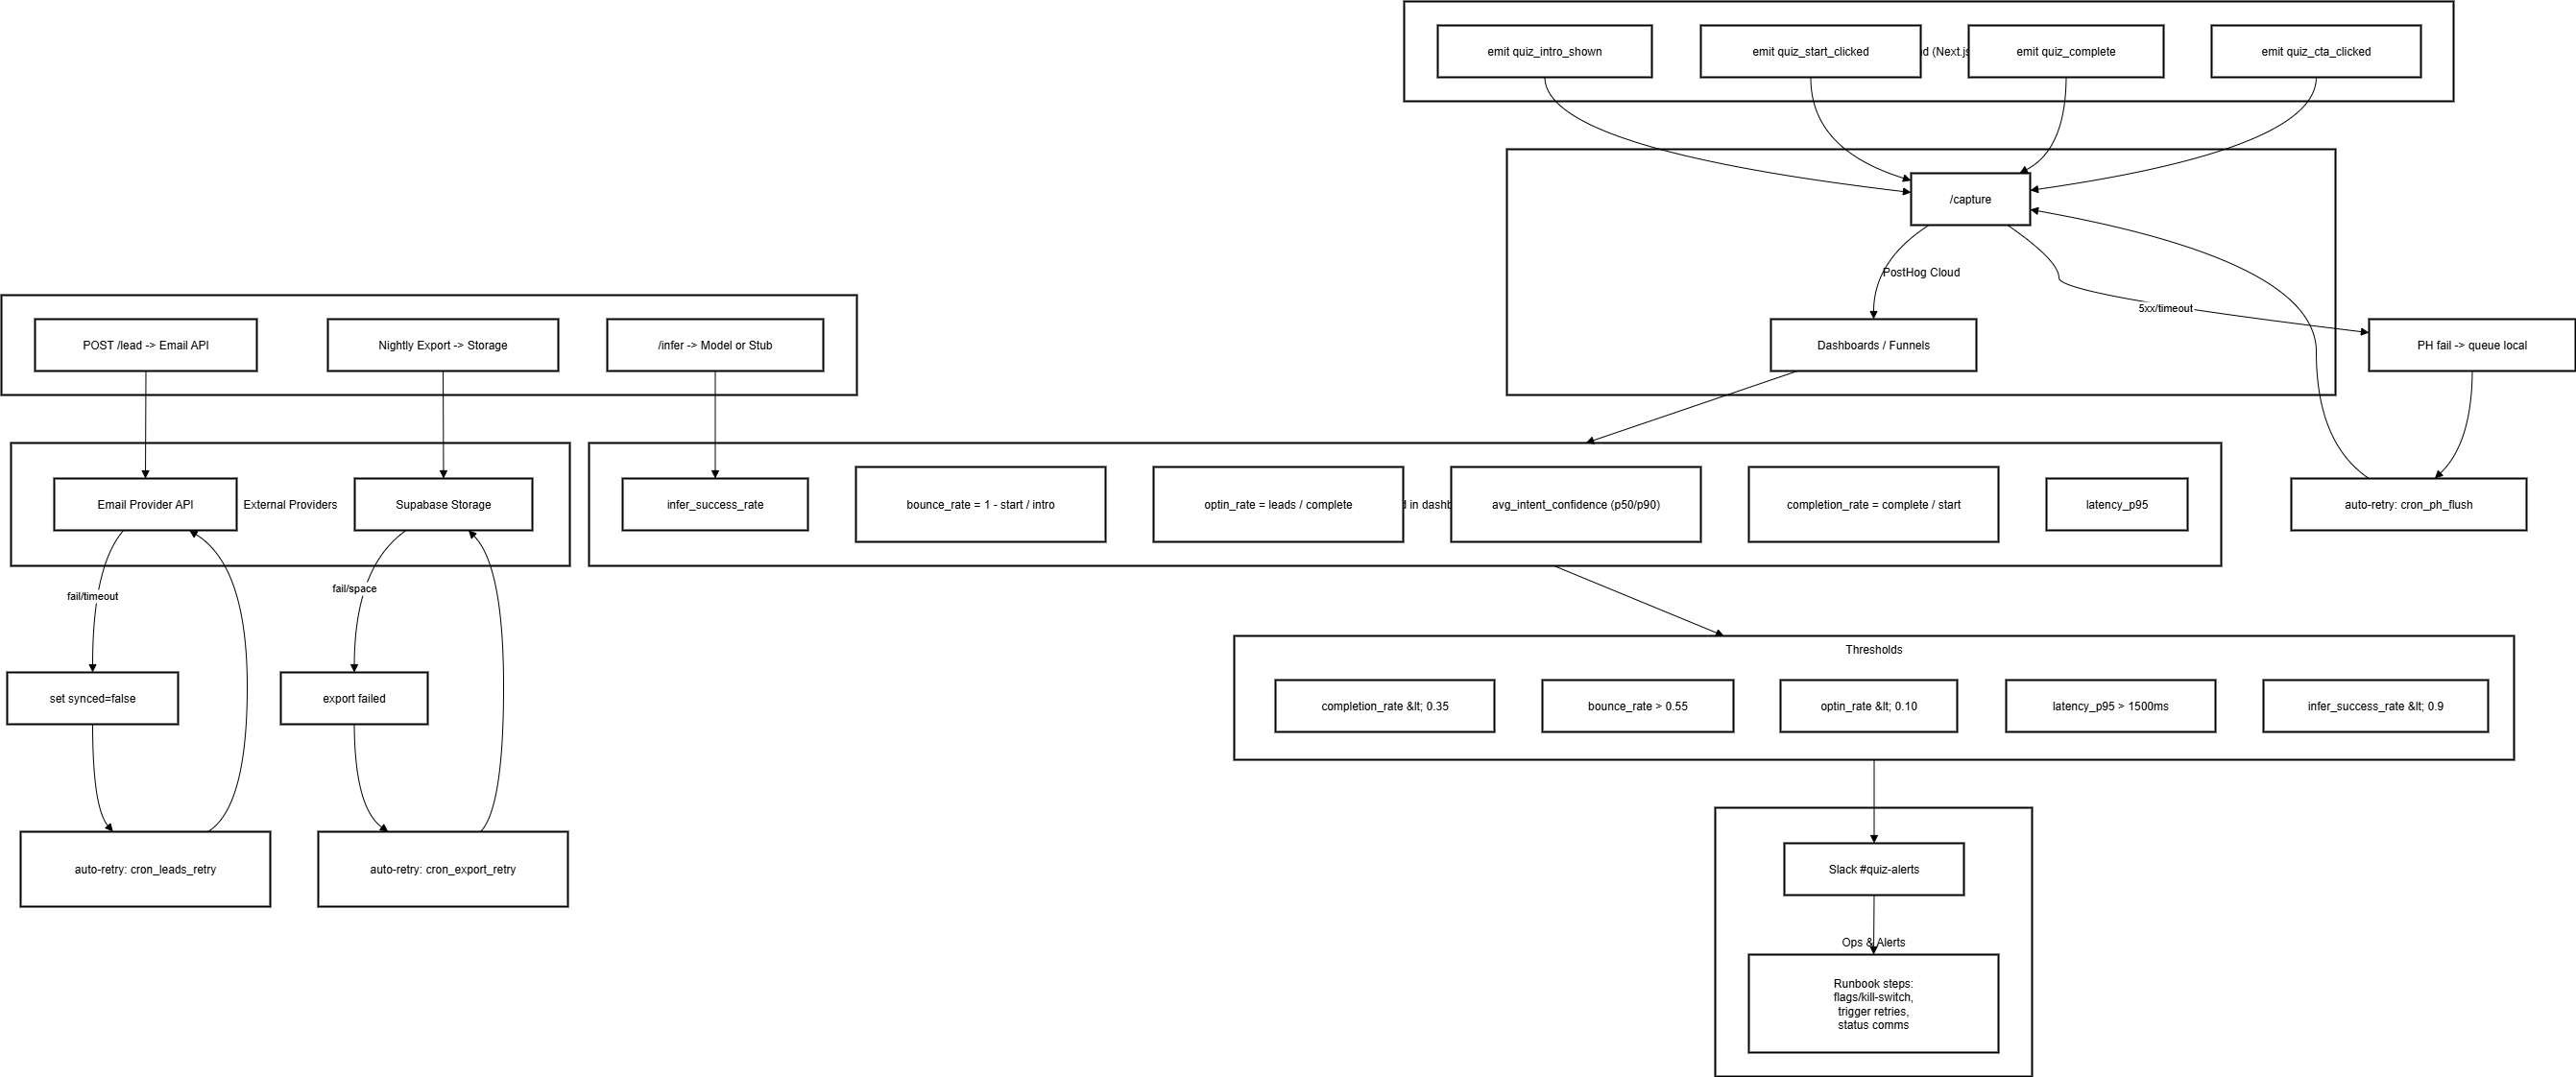 emit quiz_intro_shown
emit quiz_start_clicked
d (Next.js
emit quiz_complete
emit quiz_cta_clicked
/capture
PostHog Cloud
5xx/timeout
POST /lead -> Email API
Nightly Export -> Storage
/infer -> Model or Stub
Dashboards / Funnels
PH fail -> queue local
Email Provider API
External Providers
Supabase Storage
infer_success_rate
bounce_rate = 1 - start / intro
optin_rate = leads / complete
d in dashb
avg_intent_confidence (p50/p90)
completion_rate = complete / start
latency_p95
auto-retry: cron_ph_flush
fail/timeout
fail/space
Thresholds
set synced=false
export failed
completion_rate &lt; 0.35
bounce_rate > 0.55
optin_rate &lt; 0.10
latency_p95 > 1500ms
infer_success_rate &lt; 0.9
auto-retry: cron_leads_retry
auto-retry: cron_export_retry
Slack #quiz-alerts
Ops & Alerts
Runbook steps:
flags/kill-switch,
trigger retries,
status comms